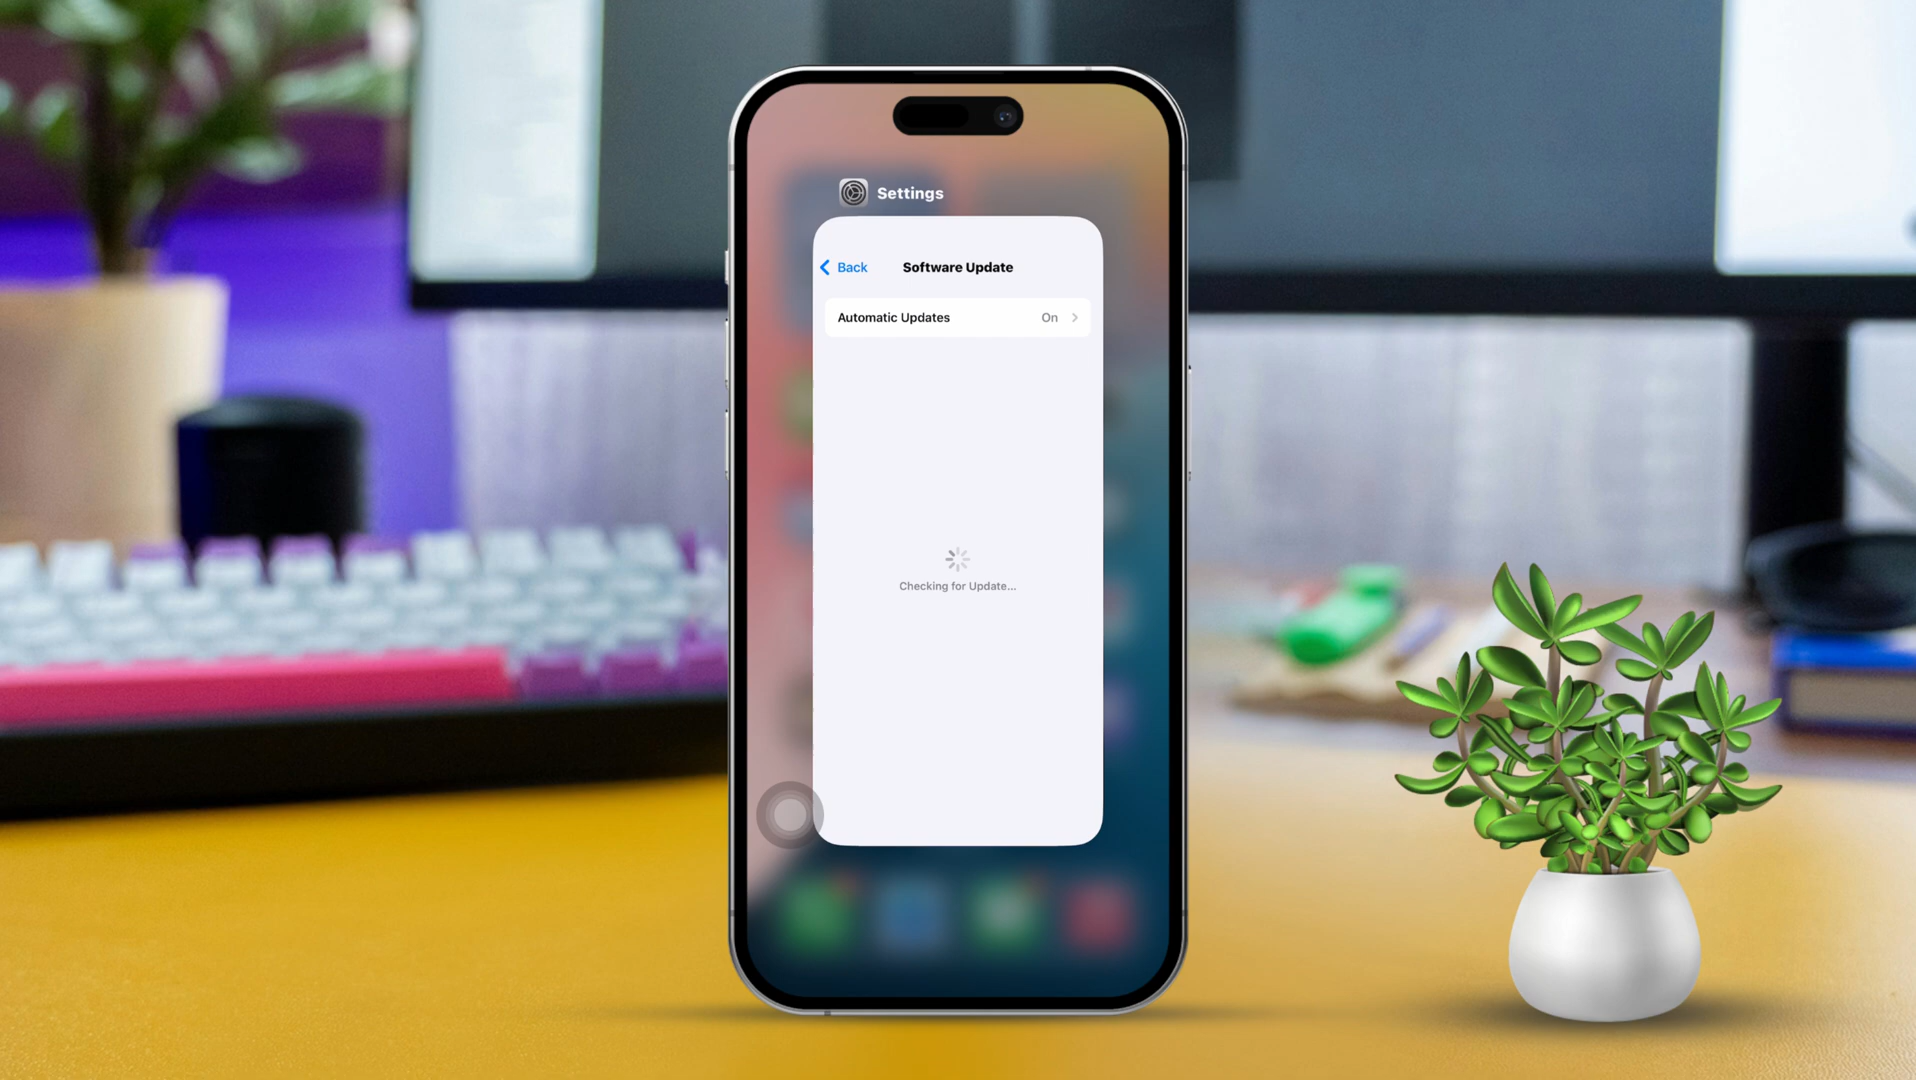 Settings
Back
Software Update
Automatic Updates
On
Checking for Update...